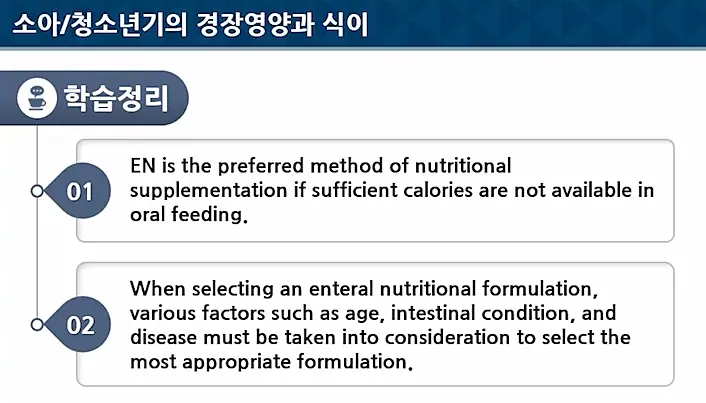 소아/청소년기의 경장영양과 식이
학습정리
01
EN is the preferred method of nutritional
supplementation if sufficient calories are not available in
oral feeding.
02
When selecting an enteral nutritional formulation,
various factors such as age, intestinal condition, and
disease must be taken into consideration to select the
most appropriate formulation.